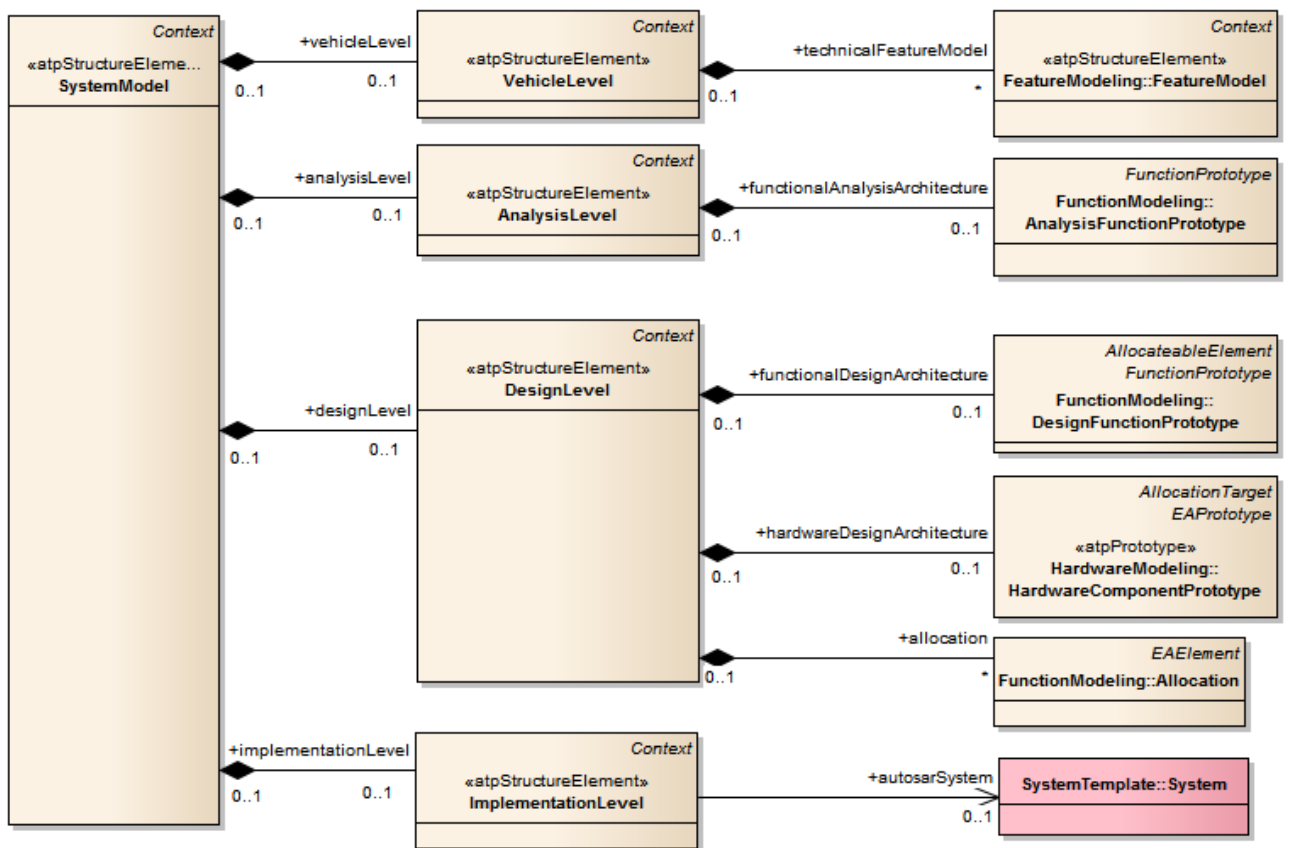 Context
«atpStructureEleme...
SystemModel
+vehicleLevel
0..1
0..1
Context
«atpStructureElement»
VehicleLevel
+technicalFeatureModel
0..1
*
Context
«atpStructureElement»
FeatureModeling::FeatureModel
+analysisLevel
0..1
0..1
Context
«atpStructureElement»
AnalysisLevel
+functionalAnalysisArchitecture
0..1
0..1
FunctionPrototype
FunctionModeling::
AnalysisFunctionPrototype
+designLevel
0..1
0..1
Context
«atpStructureElement»
DesignLevel
+functionalDesignArchitecture
0..1
0..1
AllocateableElement
FunctionPrototype
FunctionModeling::
DesignFunctionPrototype
+hardwareDesignArchitecture
0..1
0..1
AllocationTarget
EAPrototype
«atpPrototype»
HardwareModeling::
HardwareComponentPrototype
+allocation
0..1
*
EAElement
FunctionModeling::Allocation
+implementationLevel
0..1
0..1
Context
«atpStructureElement»
ImplementationLevel
+autosarSystem
0..1
SystemTemplate::System